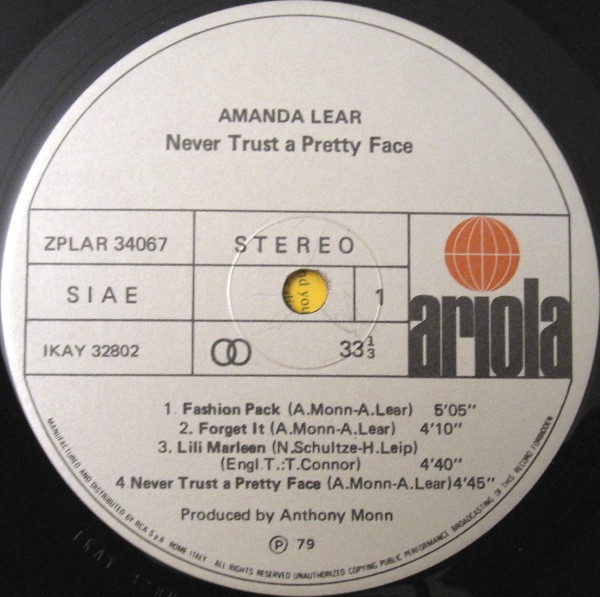 AMANDA LEAR
Never Trust a Pretty Face
ZPLAR 34067
STEREO
SIAE
1
IKAY 32802
33 1/3
ariola
1. Fashion Pack (A.Monn-A.Lear) 5'05"
2. Forget It (A.Monn-A.Lear) 4'10"
3. Lili Marleen (N.Schultze-H.Leip)
(Engl.T.:T.Connor) 4'40"
4.Never Trust a Pretty Face (A.Monn-A.Lear)4'45"
Produced by Anthony Monn
Ⓟ 79
MANUFACTURED AND DISTRIBUTED BY RCA S.p.A ROME ITALY ALL RIGHTS RESERVED UNAUTHORIZED COPYING PUBLIC PERFORMANCE BROADCASTING OF THIS RECORD FORBIDDEN